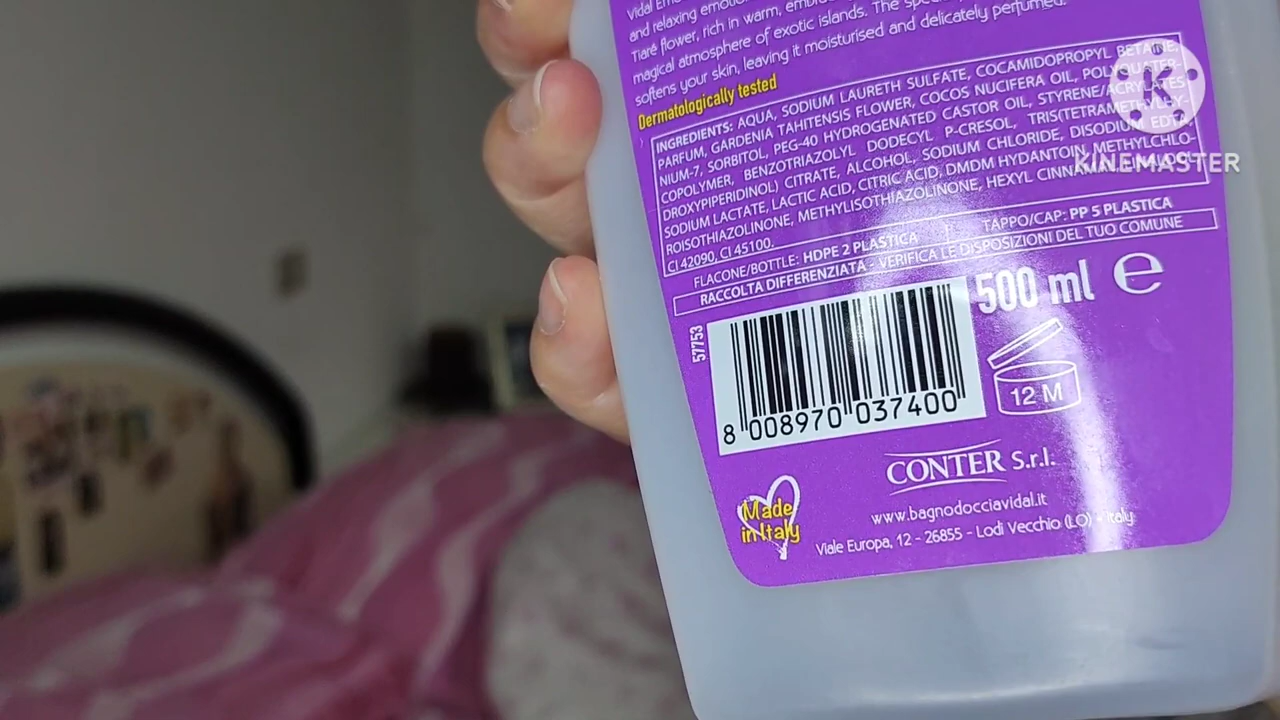 and relaxing
Tiaré flower, rich in warm,
magical atmosphere of exotic islands. The
softens your skin, leaving it moisturised and delicately perfumed.
Dermatologically tested
INGREDIENTS: AQUA, SODIUM LAURETH SULFATE, COCAMIDOPROPYL BETAINE,
PARFUM, GARDENIA TAHITENSIS FLOWER, COCOS NUCIFERA OIL, POLYQUATER-
NIUM-7, SORBITOL, PEG-40 HYDROGENATED CASTOR OIL, STYRENE/ACRYLATES
COPOLYMER, BENZOTRIAZOLYL DODECYL P-CRESOL, TRIS(TETRAMETHYLHY-
DROXYPIPERIDINOL) CITRATE, ALCOHOL, SODIUM CHLORIDE, DISODIUM EDTA,
SODIUM LACTATE, LACTIC ACID, CITRIC ACID, DMDM HYDANTOIN, METHYLCHLO-
ROISOTHIAZOLINONE, METHYLISOTHIAZOLINONE, HEXYL CINNAMAL, LINALOOL
CI 42090, CI 45100.
FLACONE/BOTTLE: HDPE 2 PLASTICA TAPPO/CAP: PP 5 PLASTICA
RACCOLTA DIFFERENZIATA - VERIFICA LE DISPOSIZIONI DEL TUO COMUNE
57753
8 008970 037400
500 ml e
12 M
CONTER S.r.l.
www.bagnodocciavidal.it
Viale Europa, 12 - 26855 - Lodi Vecchio (LO) • Italy
Made
in Italy
K
KINEMASTER